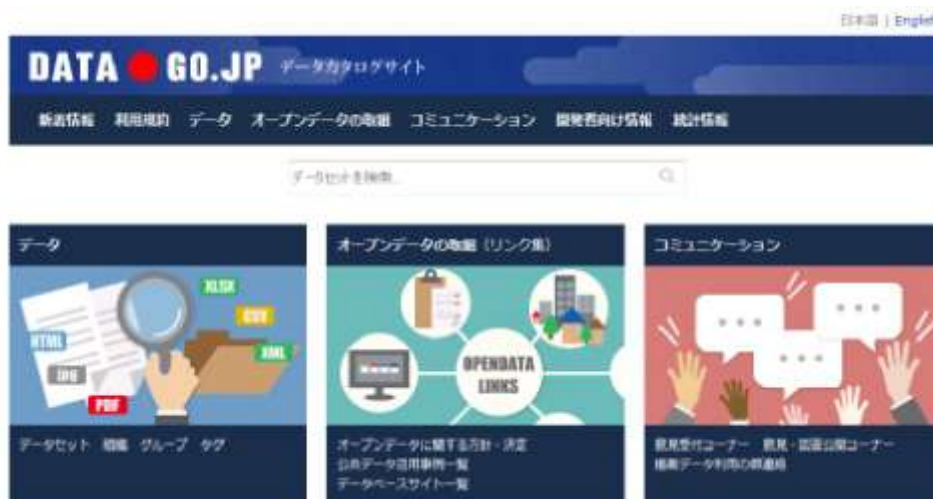 日本語 | English
DATA GO.JP データカタログサイト
新着情報 利用規約 データ オープンデータの取組 コミュニケーション 開発者向け情報 統計情報
データセットを検索...
データ
オープンデータの取組（リンク集）
コミュニケーション
XLSX
CSV
HTML
XML
JPG
PDF
OPENDATA
LINKS
データセット 組織 グループ タグ
オープンデータに関する方針・決定
公共データ活用事例一覧
データベースサイト一覧
意見受付コーナー 意見・回答公開コーナー
掲載データ利用の際連絡